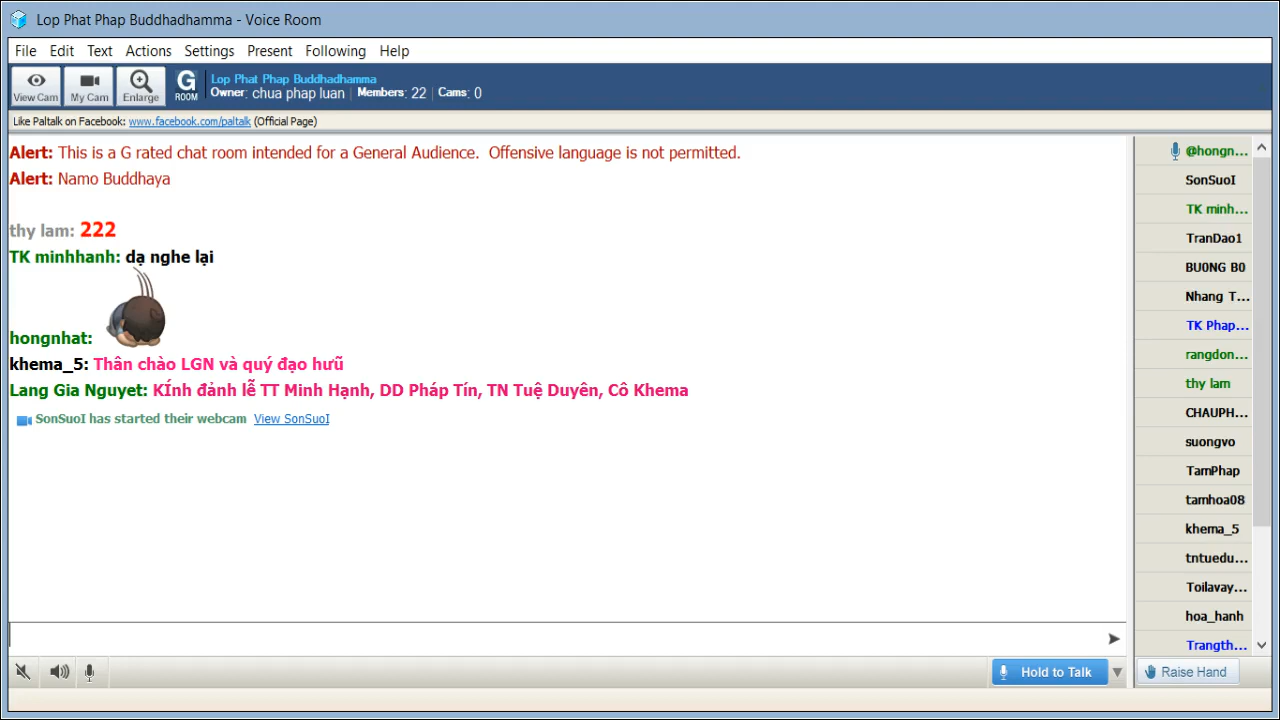 Lop Phat Phap Buddhadhamma - Voice Room
File Edit Text Actions Settings Present Following Help
View Cam My Cam Enlarge G ROOM
Lop Phat Phap Buddhadhamma
Owner: chua phap luan Members: 22 Cams: 0
Like Paltalk on Facebook: www.facebook.com/paltalk (Official Page)
Alert: This is a G rated chat room intended for a General Audience. Offensive language is not permitted.
Alert: Namo Buddhaya
thy lam: 222
TK minhhanh: dạ nghe lại
hongnhat:
khema_5: Thân chào LGN và quý đạo hưũ
Lang Gia Nguyet: KÍnh đảnh lễ TT Minh Hạnh, DD Pháp Tín, TN Tuệ Duyên, Cô Khema
SonSuoI has started their webcam View SonSuoI
@hongn...
SonSuoI
TK minh...
TranDao1
BU0NG B0
Nhang T...
TK Phap...
rangdon...
thy lam
CHAUPH...
suongvo
TamPhap
tamhoa08
khema_5
tntuedu...
Toilavay...
hoa_hanh
Trangth...
Hold to Talk
Raise Hand